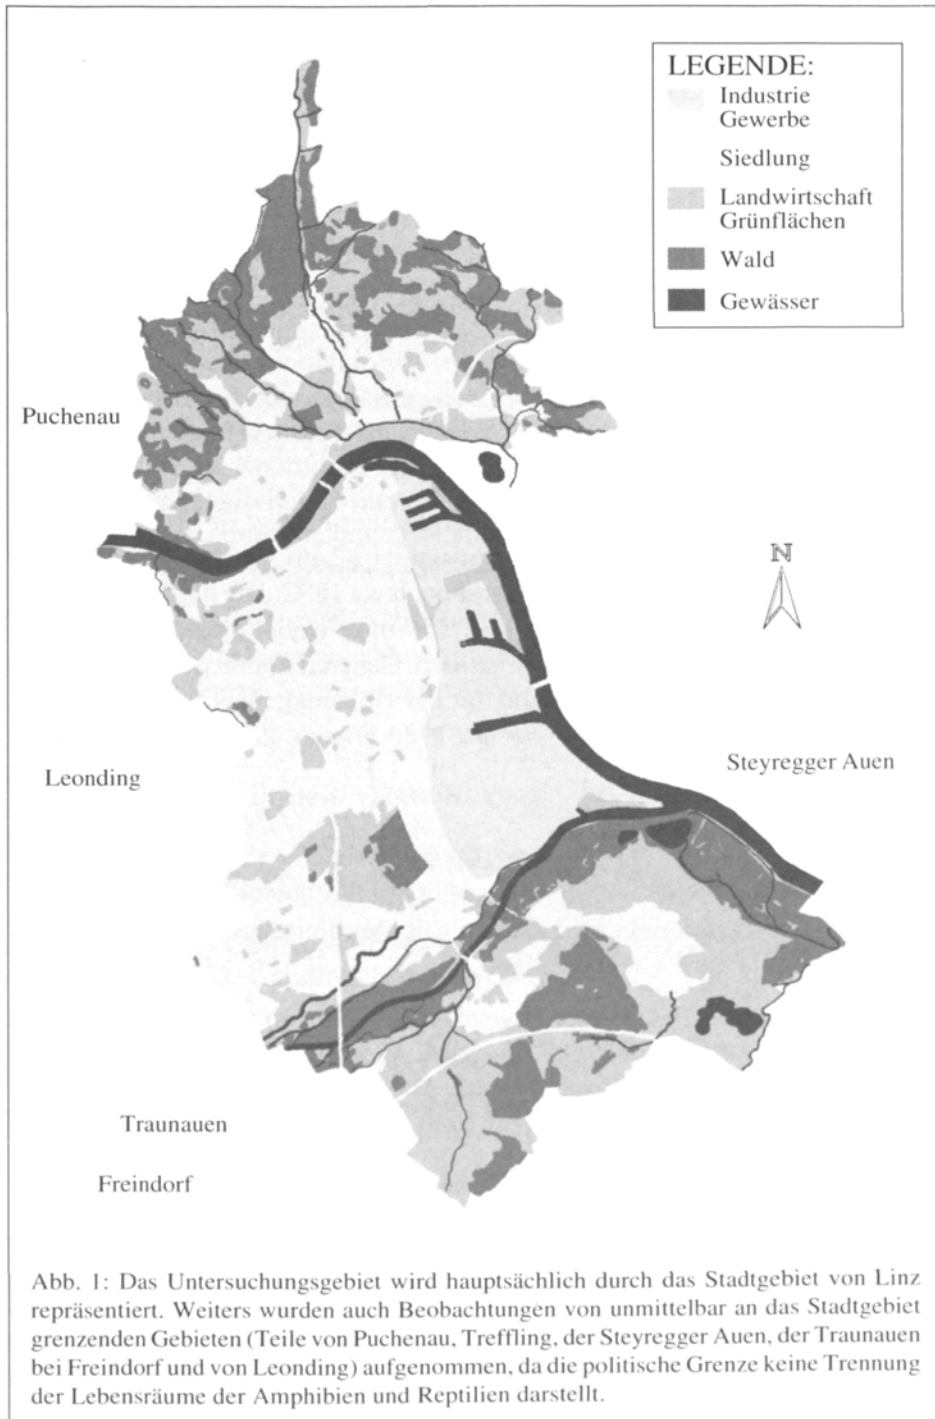 LEGENDE:
Industrie
Gewerbe
Siedlung
Landwirtschaft
Grünflächen
Wald
Gewässer
Puchenau
N
Leonding
Steyregger Auen
Traunauen
Freindorf
Abb. 1: Das Untersuchungsgebiet wird hauptsächlich durch das Stadtgebiet von Linz
repräsentiert. Weiters wurden auch Beobachtungen von unmittelbar an das Stadtgebiet
grenzenden Gebieten (Teile von Puchenau, Treffling, der Steyregger Auen, der Traunauen
bei Freindorf und von Leonding) aufgenommen, da die politische Grenze keine Trennung
der Lebensräume der Amphibien und Reptilien darstellt.